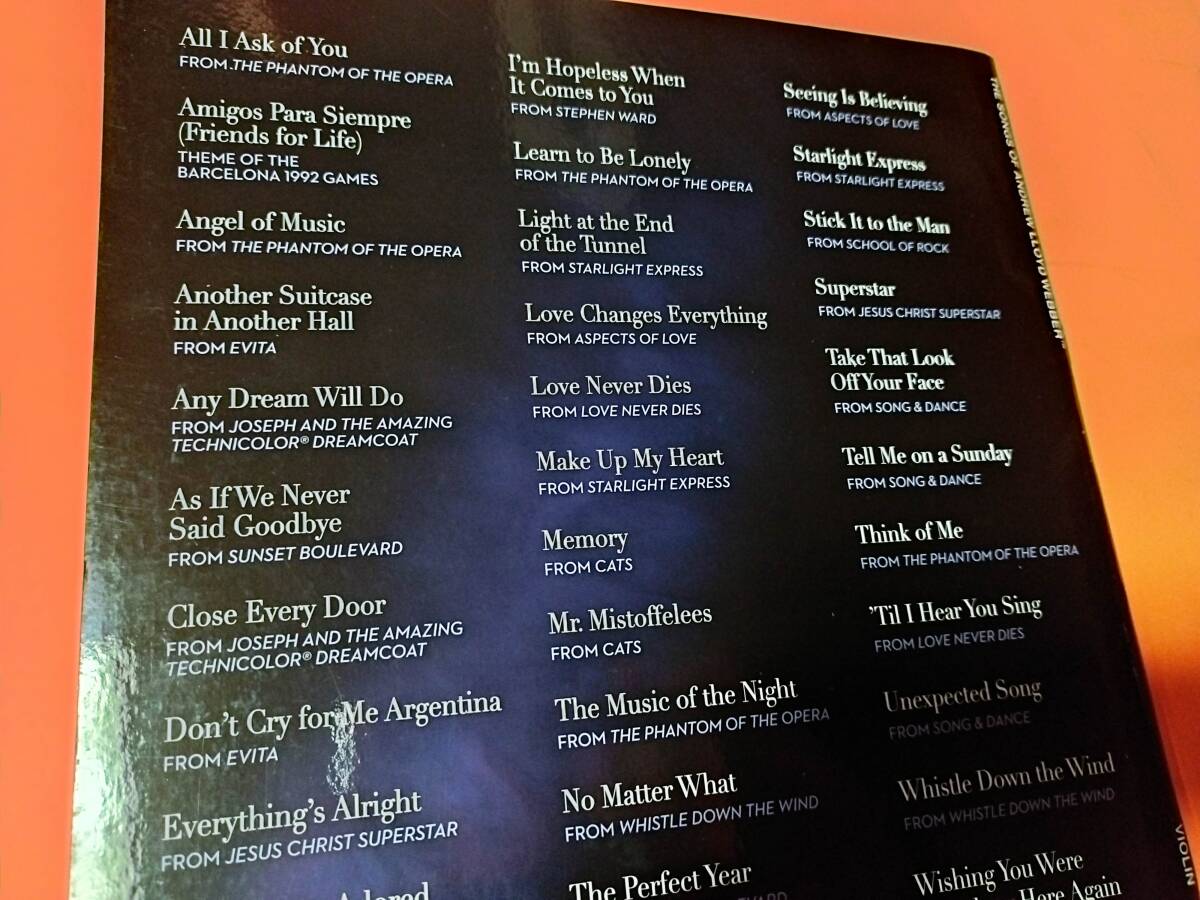 All I Ask of You
FROM THE PHANTOM OF THE OPERA
Amigos Para Siempre
(Friends for Life)
THEME OF THE
BARCELONA 1992 GAMES
Angel of Music
FROM THE PHANTOM OF THE OPERA
Another Suitcase
in Another Hall
FROM EVITA
Any Dream Will Do
FROM JOSEPH AND THE AMAZING
TECHNICOLOR® DREAMCOAT
As If We Never
Said Goodbye
FROM SUNSET BOULEVARD
Close Every Door
FROM JOSEPH AND THE AMAZING
TECHNICOLOR® DREAMCOAT
Don't Cry for Me Argentina
FROM EVITA
Everything's Alright
FROM JESUS CHRIST SUPERSTAR
Adored
I'm Hopeless When
It Comes to You
FROM STEPHEN WARD
Learn to Be Lonely
FROM THE PHANTOM OF THE OPERA
Light at the End
of the Tunnel
FROM STARLIGHT EXPRESS
Love Changes Everything
FROM ASPECTS OF LOVE
Love Never Dies
FROM LOVE NEVER DIES
Make Up My Heart
FROM STARLIGHT EXPRESS
Memory
FROM CATS
Mr. Mistoffelees
FROM CATS
The Music of the Night
FROM THE PHANTOM OF THE OPERA
No Matter What
FROM WHISTLE DOWN THE WIND
The Perfect Year
Seeing Is Believing
FROM ASPECTS OF LOVE
Starlight Express
FROM STARLIGHT EXPRESS
Stick It to the Man
FROM SCHOOL OF ROCK
Superstar
FROM JESUS CHRIST SUPERSTAR
Take That Look
Off Your Face
FROM SONG & DANCE
Tell Me on a Sunday
FROM SONG & DANCE
Think of Me
FROM THE PHANTOM OF THE OPERA
'Til I Hear You Sing
FROM LOVE NEVER DIES
Unexpected Song
FROM SONG & DANCE
Whistle Down the Wind
FROM WHISTLE DOWN THE WIND
Wishing You Were
Here Again
THE SONGS OF ANDREW LLOYD WEBBER™
VIOLIN